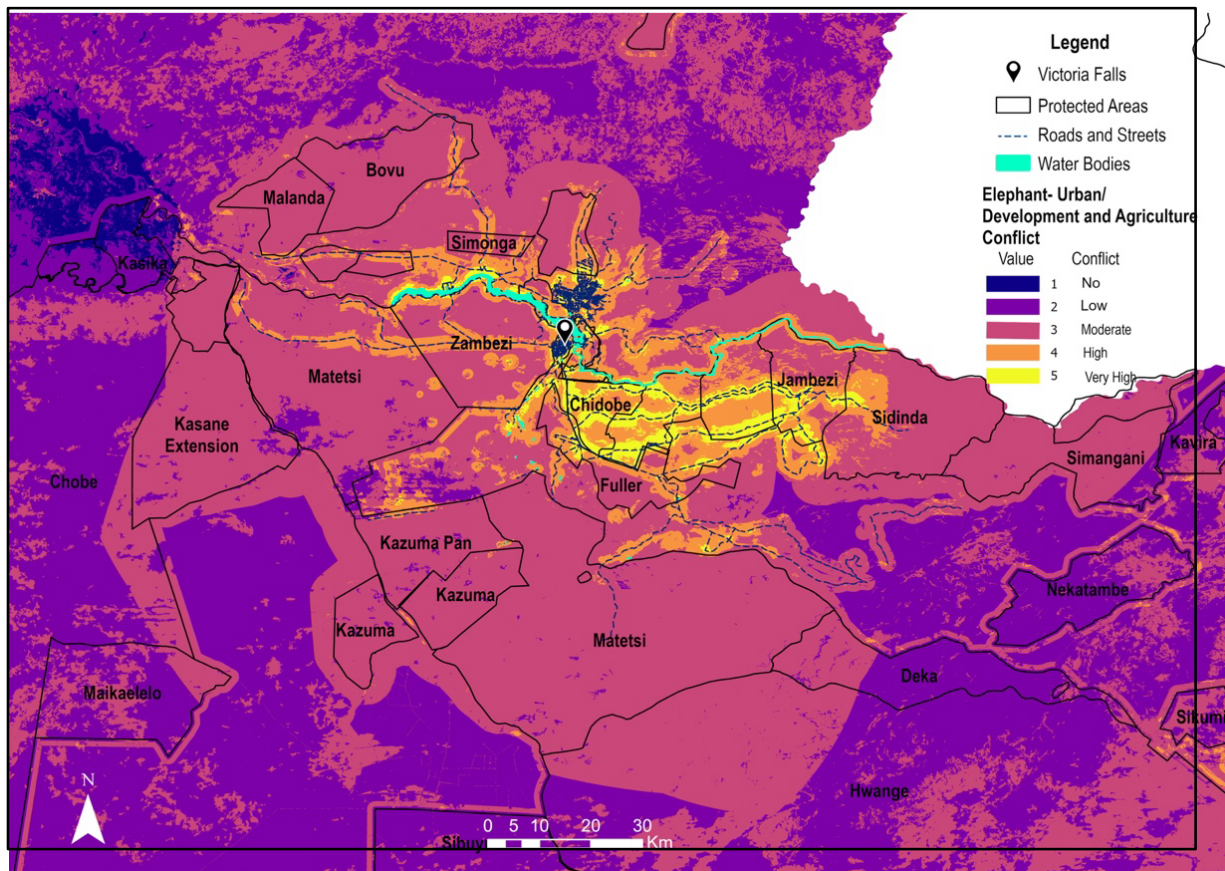 Legend
Victoria Falls
Protected Areas
Roads and Streets
Water Bodies
Elephant- Urban/
Development and Agriculture
Conflict
Value Conflict
1 No
2 Low
3 Moderate
4 High
5 Very High
Bovu
Malanda
Simonga
Kasika
Zambezi
Matetsi
Jambezi
Chidobe
Sidinda
Kasane
Extension
Kavira
Simangani
Chobe
Fuller
Kazuma Pan
Kazuma
Nekatambe
Kazuma
Matetsi
Deka
Maikaelelo
Sikumi
N
Hwange
0 5 10 20 30
Km
Sibuyu